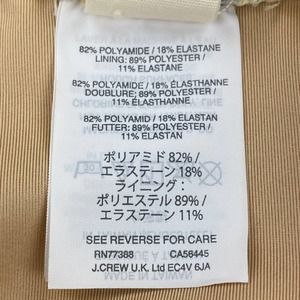 82% POLYAMIDE / 18% ELASTANE
LINING: 89% POLYESTER /
11% ELASTANE
82% POLYAMIDE / 18% ÉLASTHANNE
DOUBLURE; 89% POLYESTER /
11% ÉLASTHANNE
82% POLYAMID / 18% ELASTAN
FUTTER: 89% POLYESTER /
11% ELASTAN
ポリアミド 82% /
エラステーン 18%
ライニング：
ポリエステル 89% /
エラステーン 11%
SEE REVERSE FOR CARE
RN77388 CA56445
J.CREW U.K. Ltd EC4V 6JA
MADE IN TAIWAN